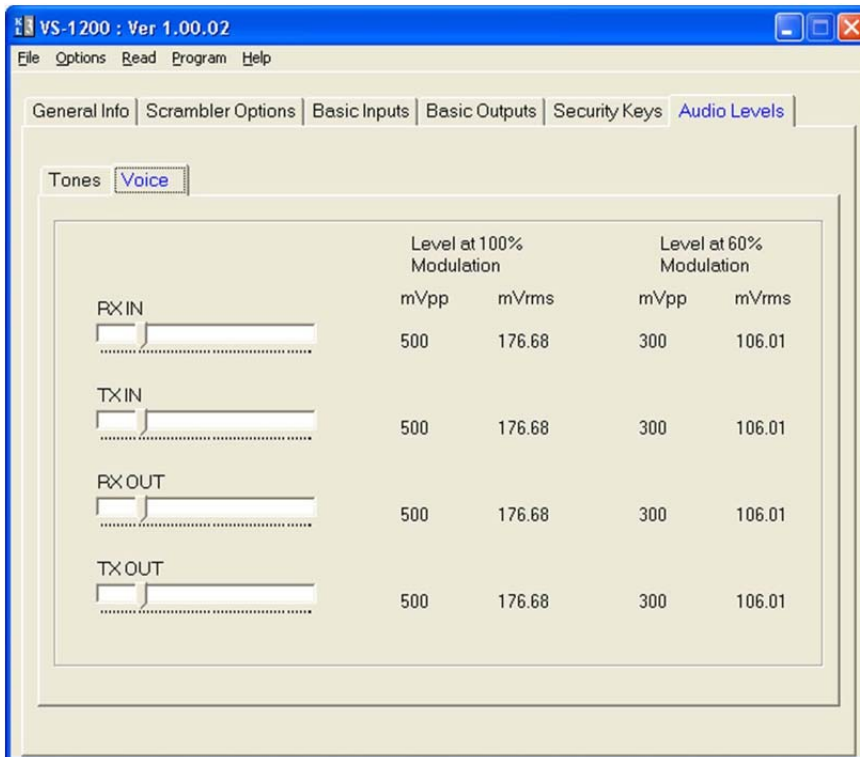 VS-1200 : Ver 1.00.02
File Options Read Program Help
General Info Scrambler Options Basic Inputs Basic Outputs Security Keys Audio Levels
Tones Voice
Level at 100% Modulation Level at 60% Modulation
mVpp mVrms mVpp mVrms
RX IN
500 176.68 300 106.01
TX IN
500 176.68 300 106.01
RX OUT
500 176.68 300 106.01
TX OUT
500 176.68 300 106.01